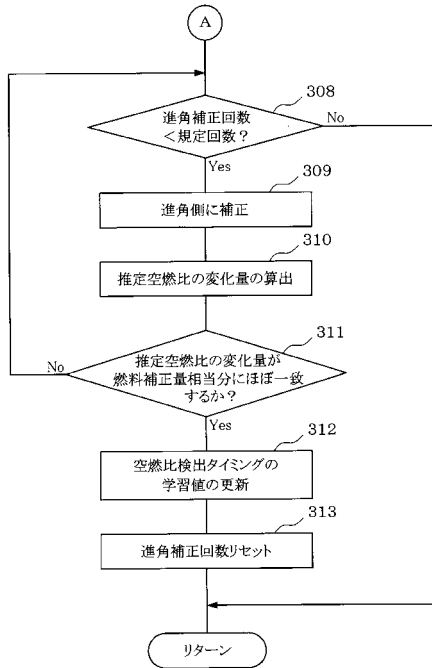 A
308
進角補正回数
<規定回数?
No
Yes
309
進角側に補正
310
推定空燃比の変化量の算出
311
推定空燃比の変化量が
燃料補正量相当分にほぼ一致
するか?
No
Yes
312
空燃比検出タイミングの
学習値の更新
313
進角補正回数リセット
リターン